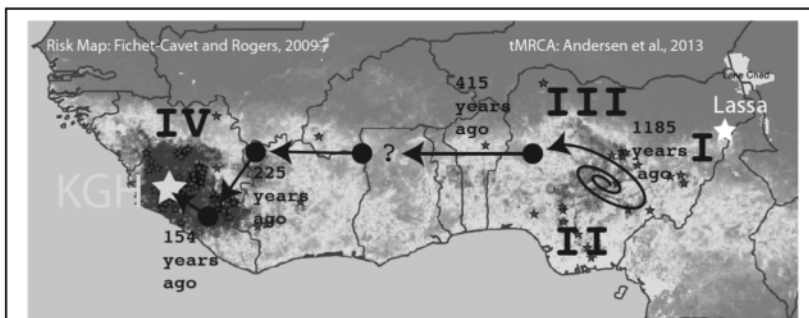 Risk Map: Fichet-Cavet and Rogers, 2009
tMRCA: Andersen et al., 2013
415
years
ago
Lake Chad
III
Lassa
IV
1185
years
ago
I
?
KGH
225
years
ago
154
years
ago
II